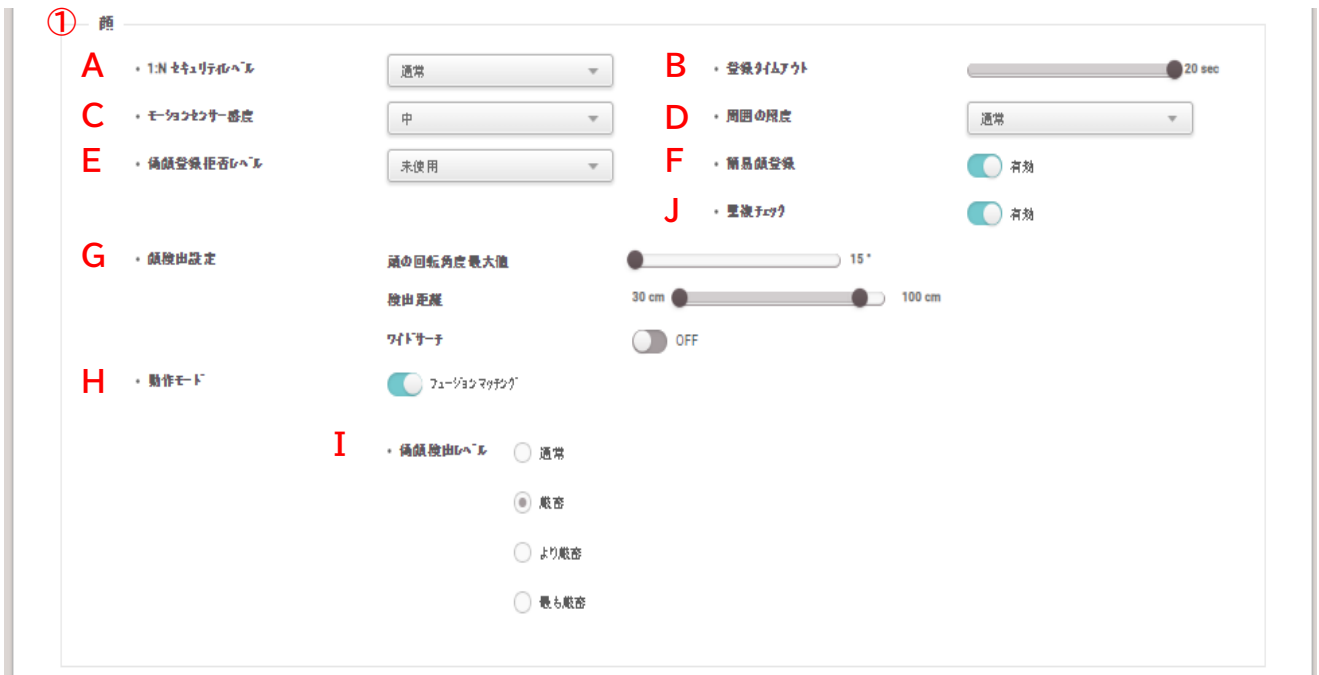 ① 顔
A ・ 1:N ｾｷｭﾘﾃｨﾚﾍﾞﾙ 通常 B ・ 登録ﾀｲﾑｱｳﾄ 20 sec
C ・ ﾓｰｼｮﾝｾﾝｻｰ感度 中 D ・ 周囲の照度 通常
E ・ 偽顔登録拒否ﾚﾍﾞﾙ 未使用 F ・ 簡易顔登録 有効
J ・ 重複ﾁｪｯｸ 有効
G ・ 顔検出設定 頭の回転角度最大値 15 °
検出距離 30 cm 100 cm
ﾜｲﾄﾞｻｰﾁ OFF
H ・ 動作ﾓｰﾄﾞ ﾌｭｰｼﾞｮﾝﾏｯﾁﾝｸﾞ
I ・ 偽顔検出ﾚﾍﾞﾙ 通常
厳密
より厳密
最も厳密